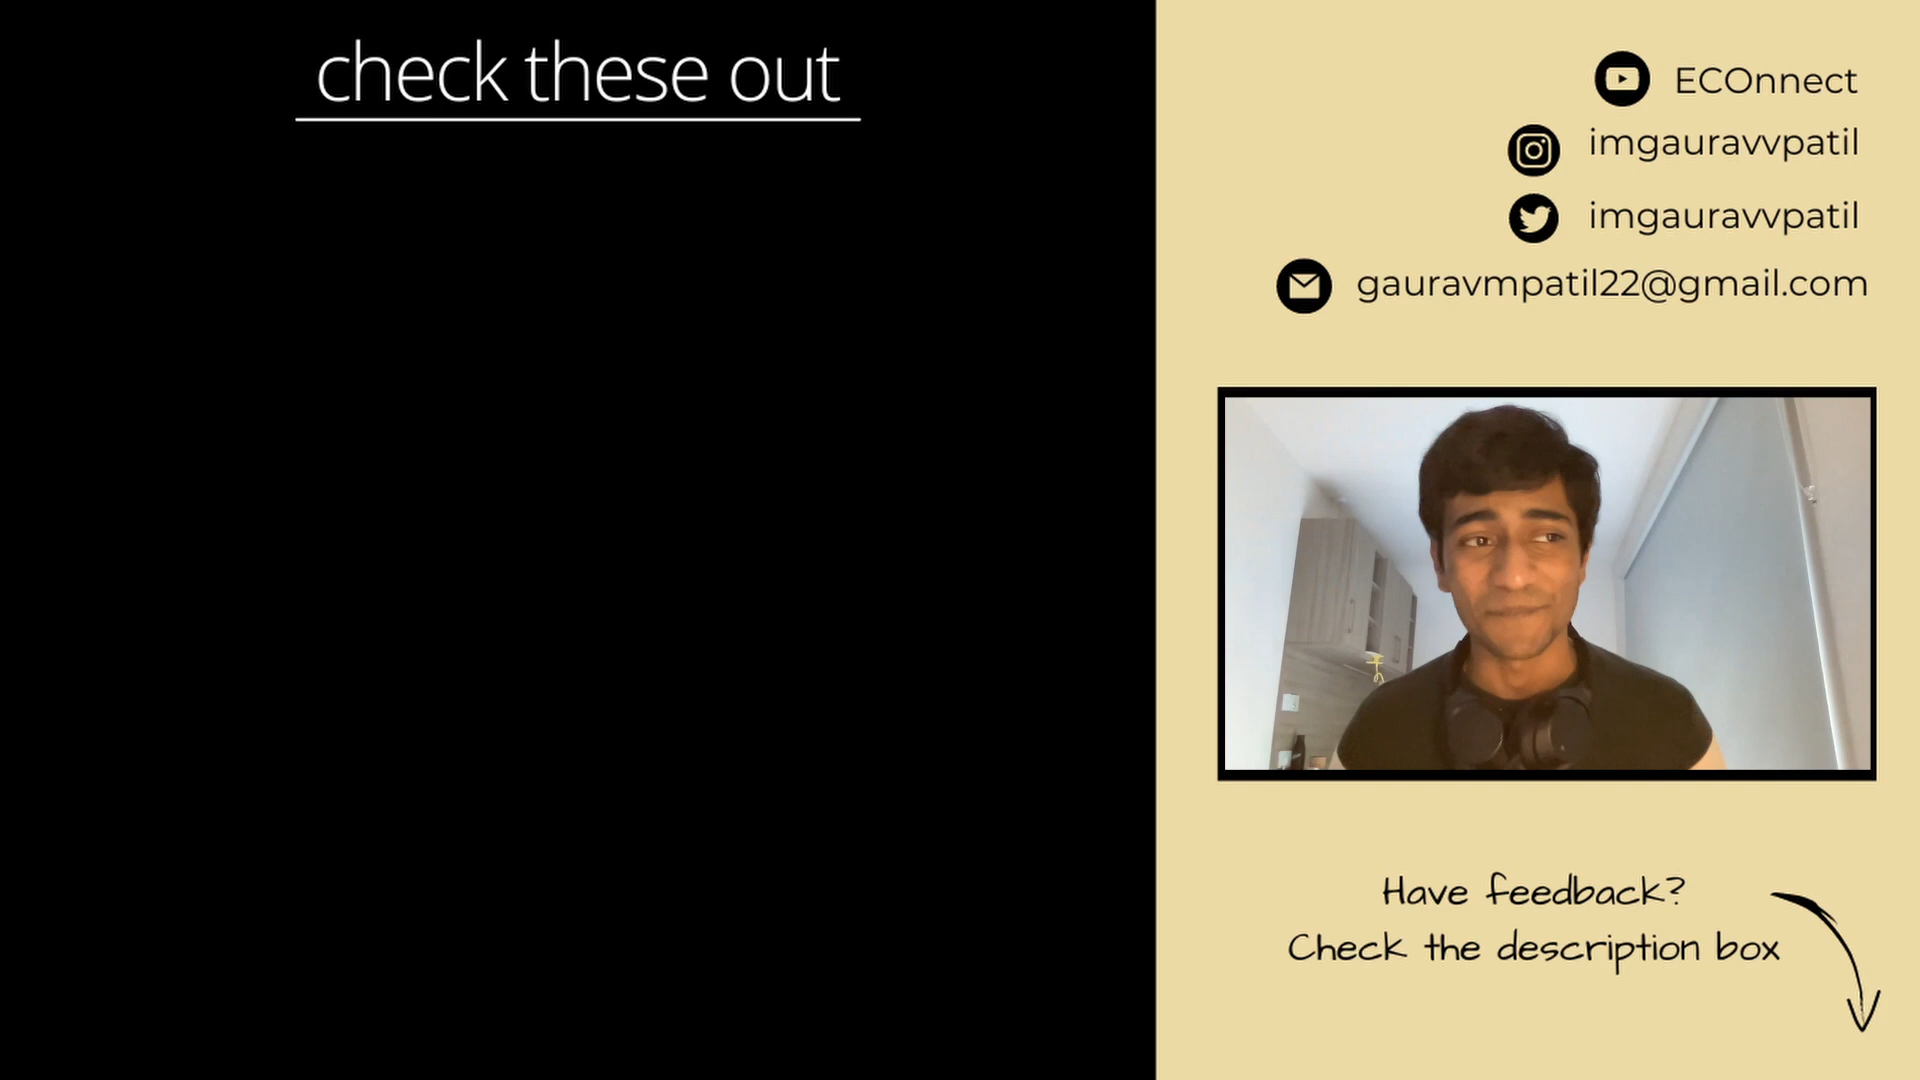 check these out
ECOnnect
imgauravvpatil
imgauravvpatil
gauravmpatil22@gmail.com
Have feedback?
Check the description box